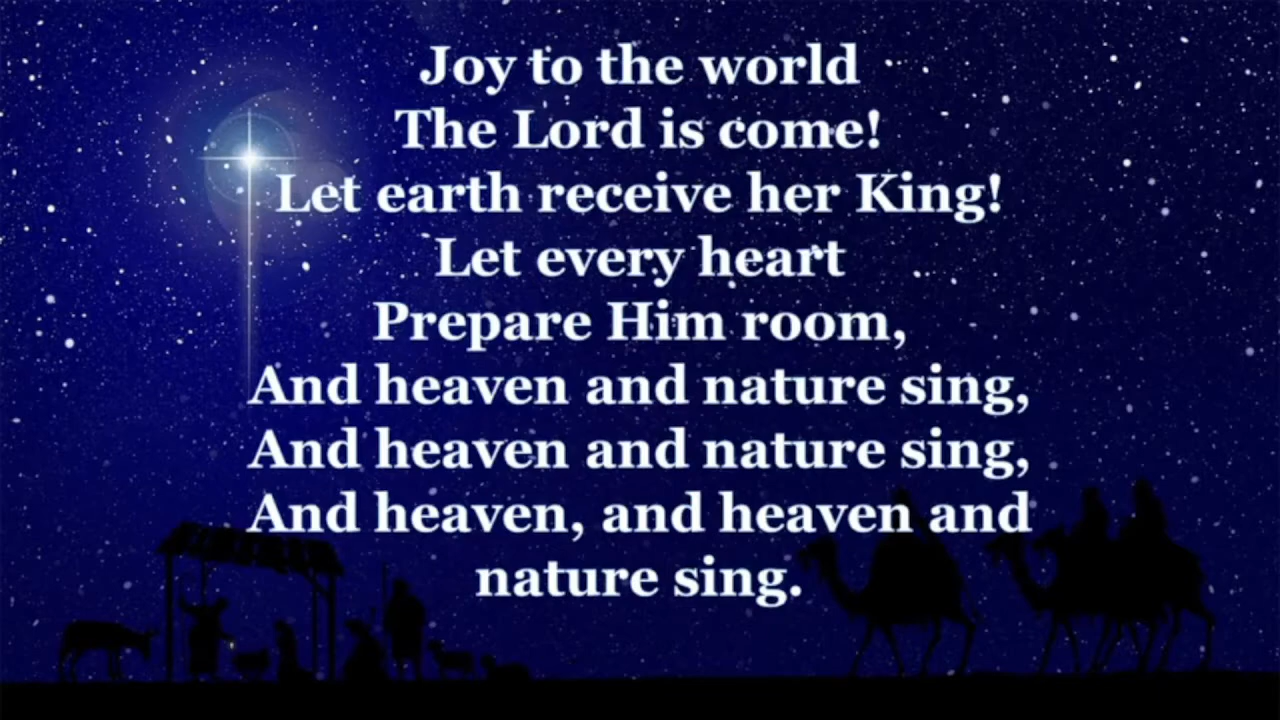 Joy to the world
The Lord is come!
Let earth receive her King!
Let every heart
Prepare Him room,
And heaven and nature sing,
And heaven and nature sing,
And heaven, and heaven and
nature sing.